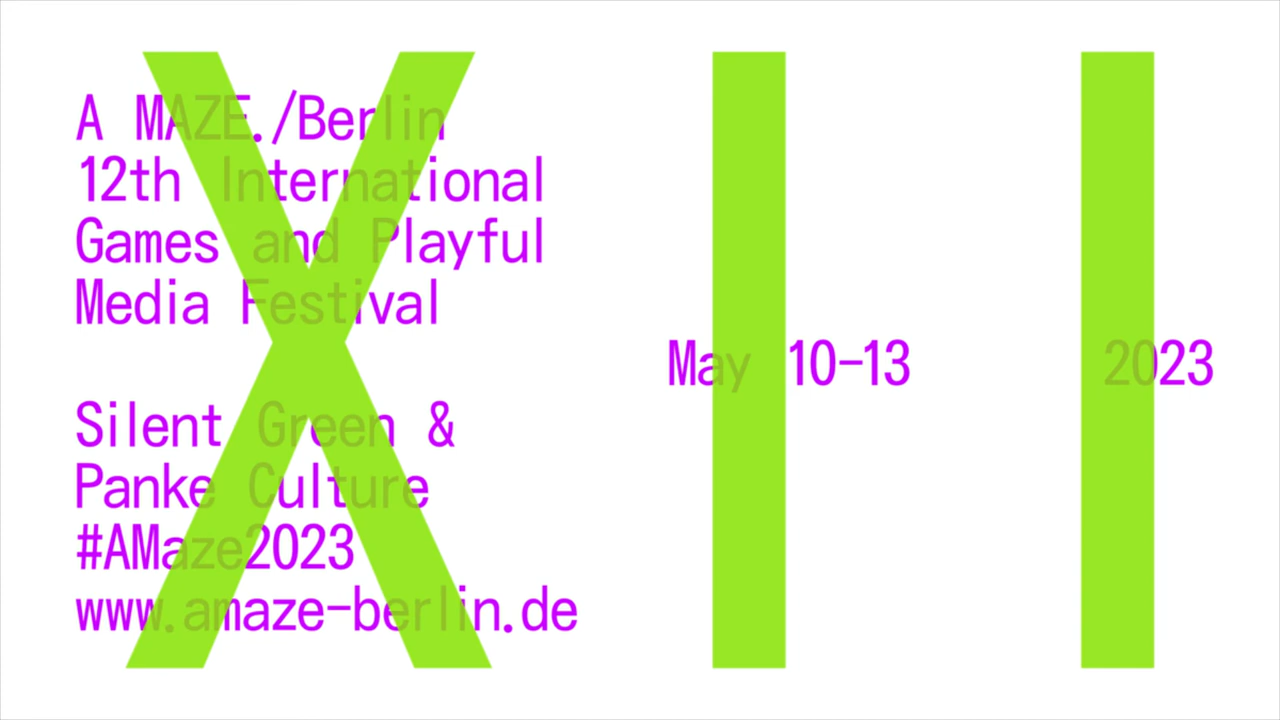 XII
A MAZE./Berlin
12th International
Games and Playful
Media Festival
May 10-13 2023
Silent Green &
Panke Culture
#AMaze2023
www.amaze-berlin.de